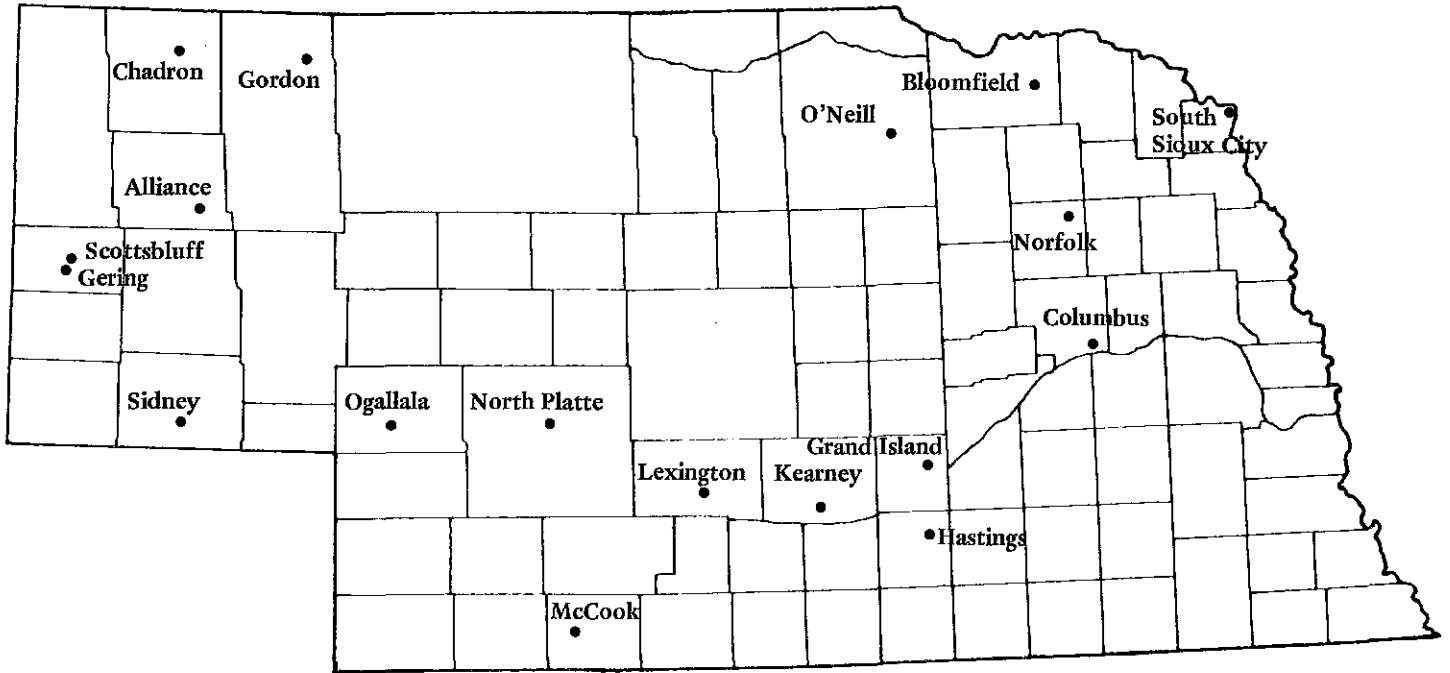 Chadron
Gordon
Bloomfield
O'Neill
South
Sioux City
Alliance
Norfolk
Scottsbluff
Gering
Columbus
Sidney
Ogallala
North Platte
Grand Island
Lexington
Kearney
Hastings
McCook